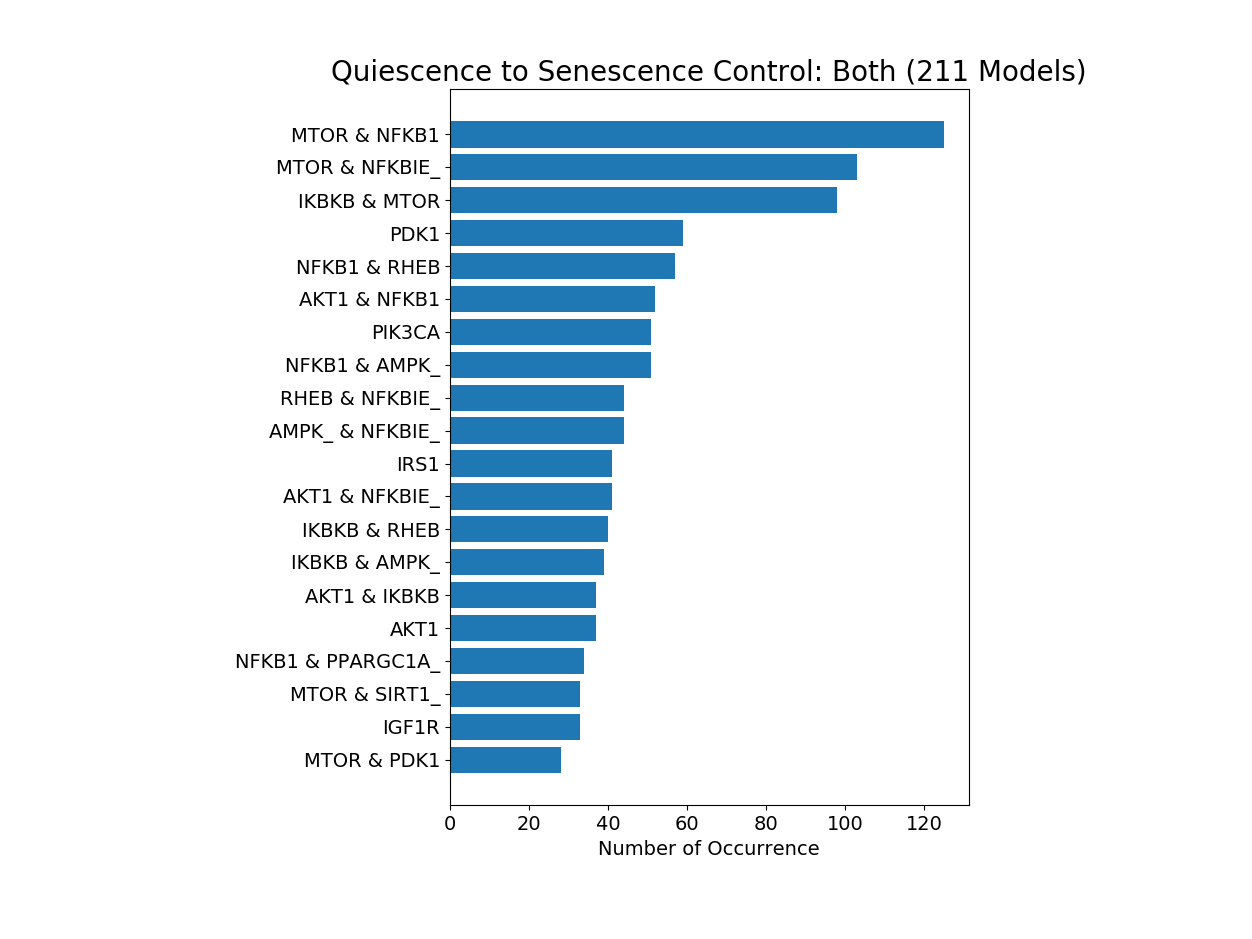 Quiescence to Senescence Control: Both (211 Models)
MTOR & NFKB1
MTOR & NFKBIE_
IKBKB & MTOR
PDK1
NFKB1 & RHEB
AKT1 & NFKB1
PIK3CA
NFKB1 & AMPK_
RHEB & NFKBIE_
AMPK_ & NFKBIE_
IRS1
AKT1 & NFKBIE_
IKBKB & RHEB
IKBKB & AMPK_
AKT1 & IKBKB
AKT1
NFKB1 & PPARGC1A_
MTOR & SIRT1_
IGF1R
MTOR & PDK1
0 20 40 60 80 100 120
Number of Occurrence